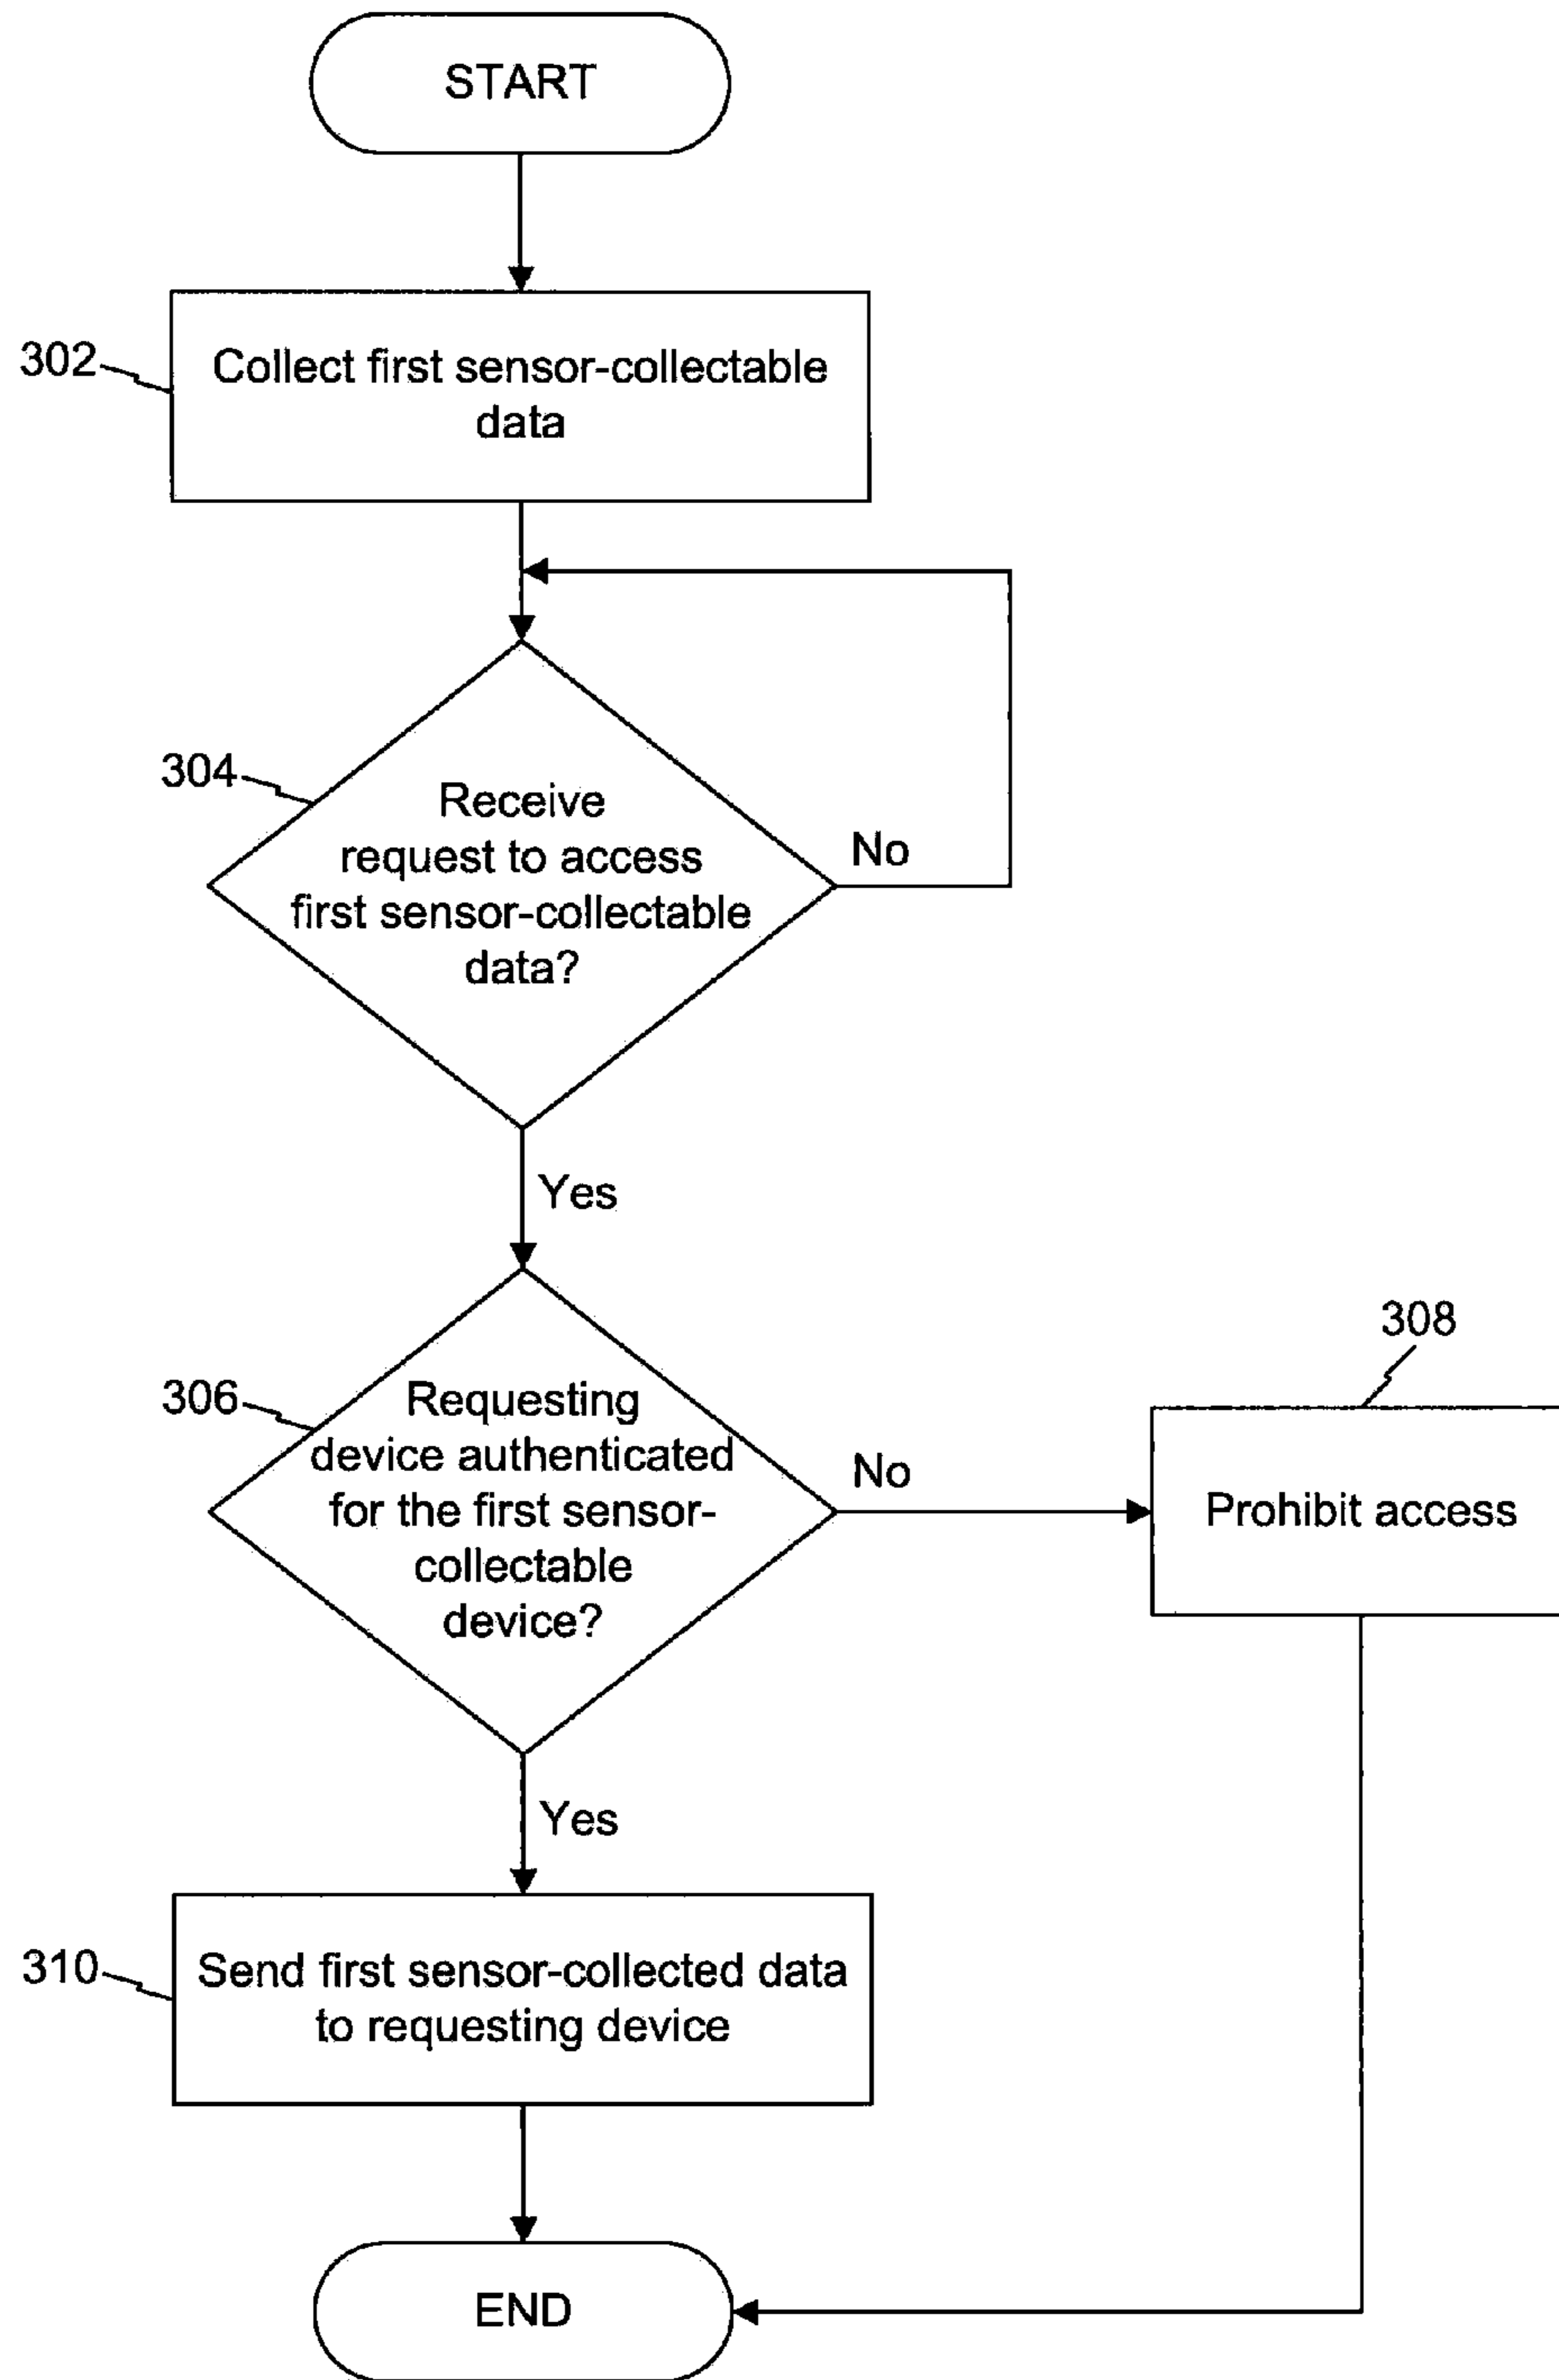 START
302
Collect first sensor-collectable
data
304
Receive
request to access
first sensor-collectable
data?
No
Yes
306
Requesting
device authenticated
for the first sensor-
collectable
device?
No
308
Prohibit access
Yes
310
Send first sensor-collected data
to requesting device
END